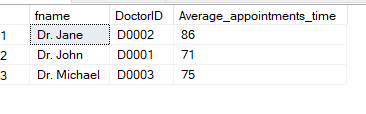 fname DoctorID Average_appointments_time
1 Dr. Jane D0002 86
2 Dr. John D0001 71
3 Dr. Michael D0003 75